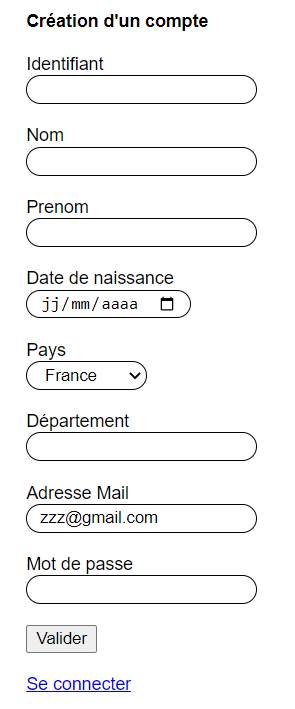 Création d'un compte
Identifiant
Nom
Prenom
Date de naissance
jj/mm/aaaa
Pays
France
Département
Adresse Mail
zzz@gmail.com
Mot de passe
Valider
Se connecter